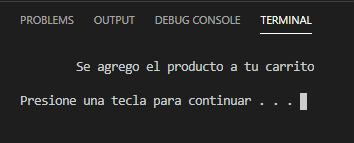 PROBLEMS OUTPUT DEBUG CONSOLE TERMINAL
Se agrego el producto a tu carrito
Presione una tecla para continuar . . .